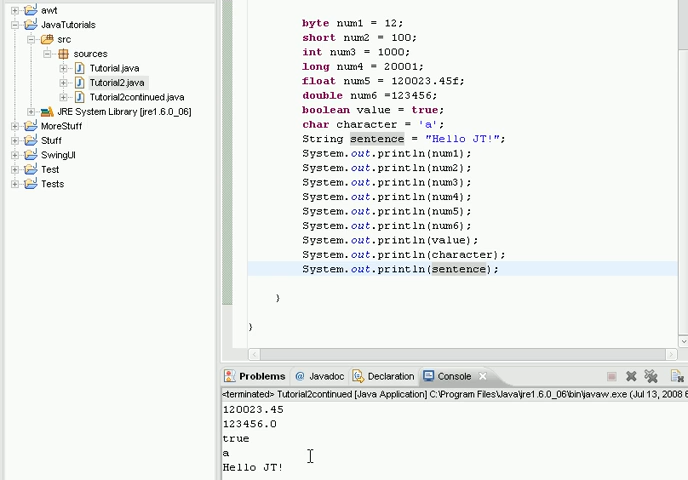 awt
JavaTutorials
src
sources
Tutorial.java
Tutorial2.java
Tutorial2continued.java
JRE System Library [jre1.6.0_06]
MoreStuff
Stuff
SwingUI
Test
Tests
byte num1 = 12;
short num2 = 100;
int num3 = 1000;
long num4 = 20001;
float num5 = 120023.45f;
double num6 =123456;
boolean value = true;
char character = 'a';
String sentence = "Hello JT!";
System.out.println(num1);
System.out.println(num2);
System.out.println(num3);
System.out.println(num4);
System.out.println(num5);
System.out.println(num6);
System.out.println(value);
System.out.println(character);
System.out.println(sentence);
}
}
Problems @ Javadoc Declaration Console
<terminated> Tutorial2continued [Java Application] C:\Program Files\Java\jre1.6.0_06\bin\javaw.exe (Jul 13, 2008 6
120023.45
123456.0
true
a
Hello JT!